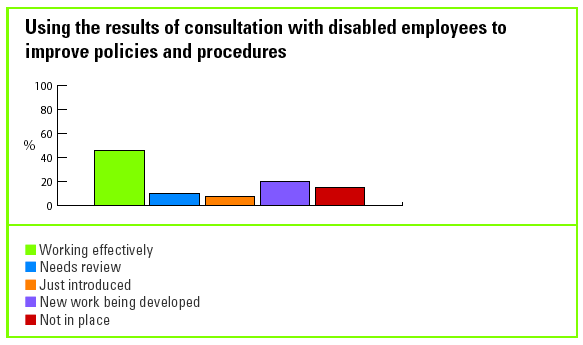 Using the results of consultation with disabled employees to
improve policies and procedures
100
80
60
%
40
20
0
Working effectively
Needs review
Just introduced
New work being developed
Not in place